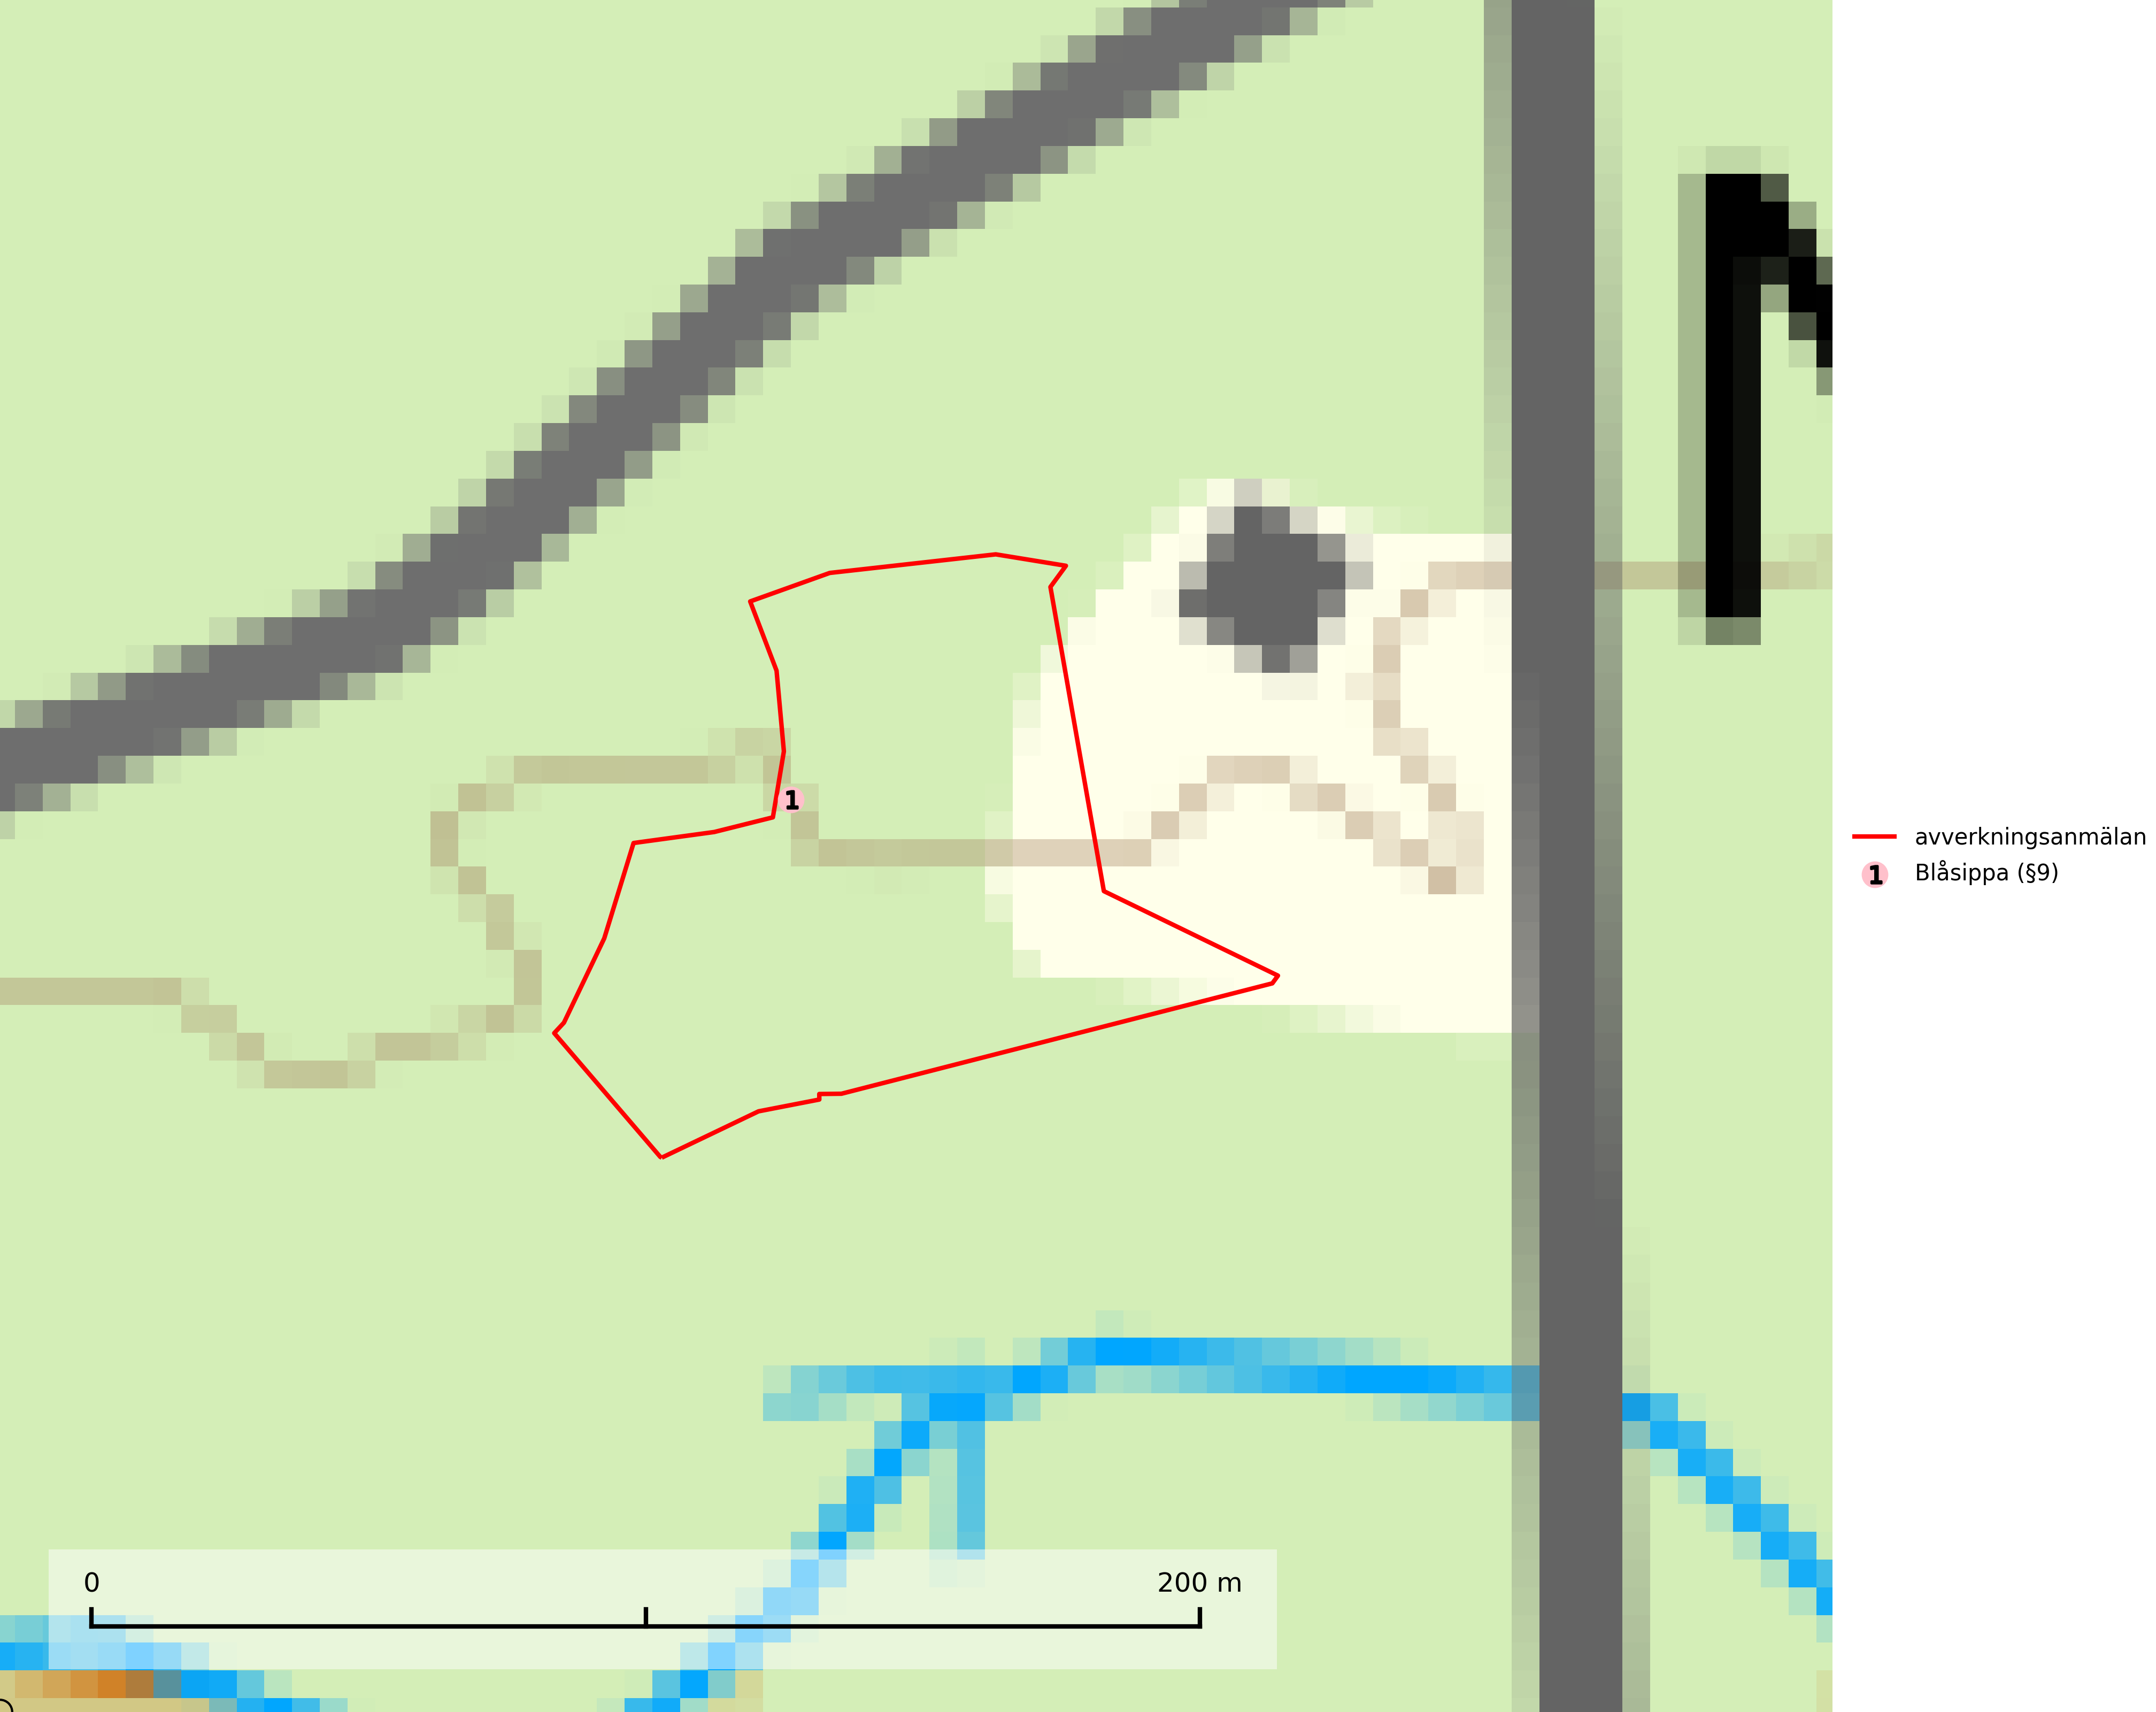 1
avverkningsanmälan
1 Blåsippa (§9)
0 200 m